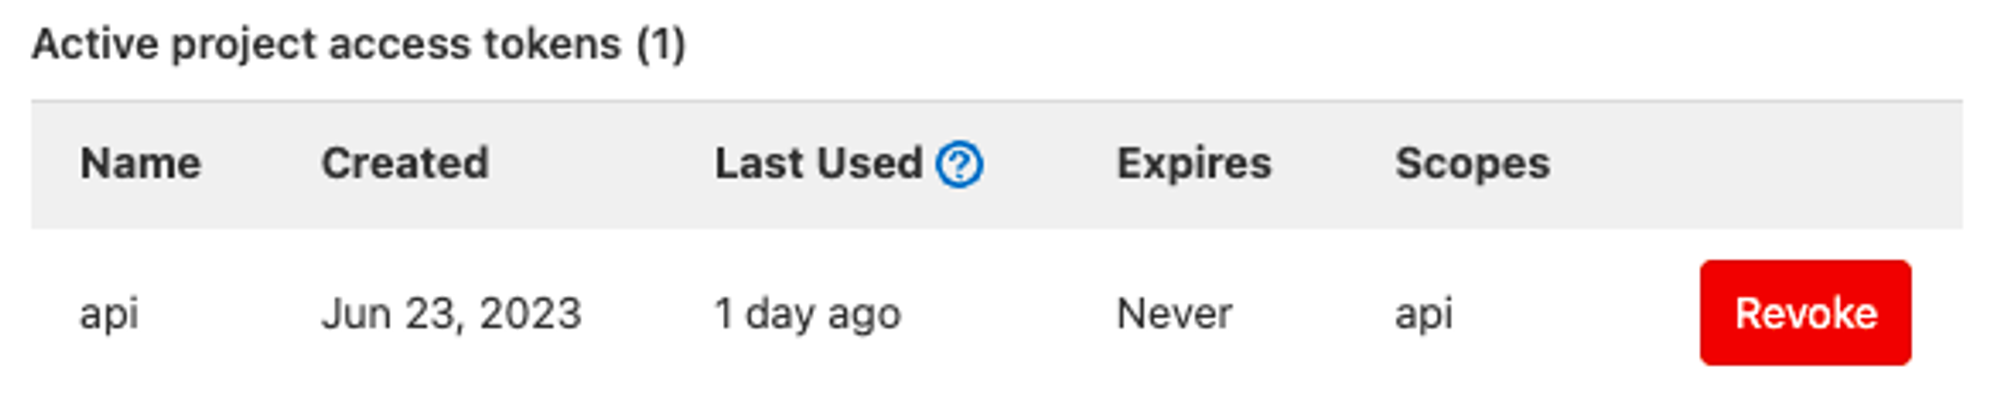 Active project access tokens (1)
Name Created Last Used ? Expires Scopes
api Jun 23, 2023 1 day ago Never api Revoke